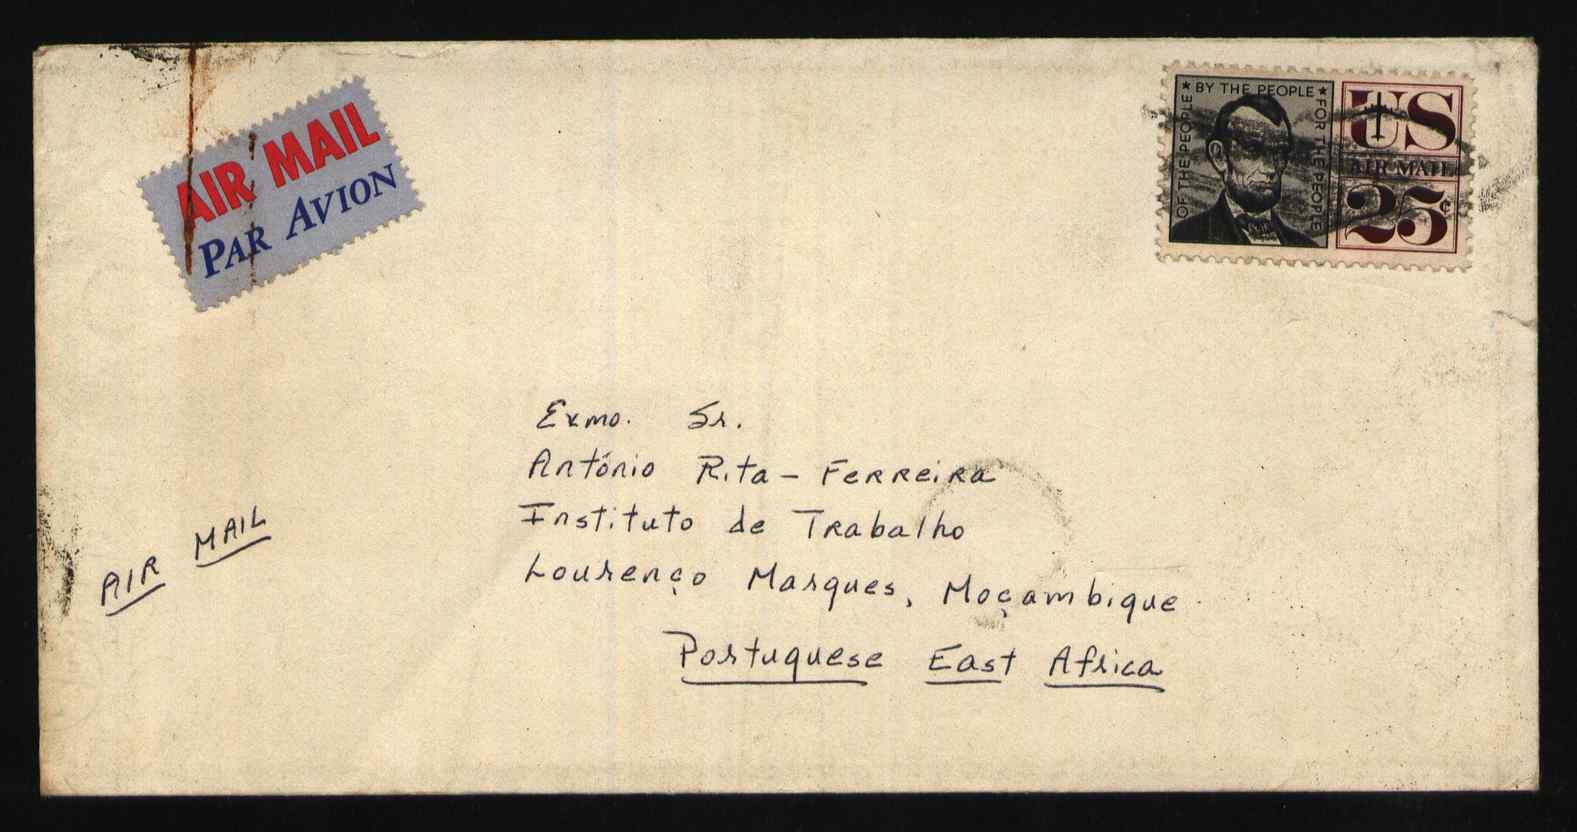 AIR MAIL
PAR AVION
OF THE PEOPLE ★ BY THE PEOPLE ★ FOR THE PEOPLE
US
AIR MAIL
25¢
Exmo. Sr.
António Rita-Ferreira
Instituto de Trabalho
Lourenço Marques, Moçambique
Portuguese East Africa
AIR MAIL